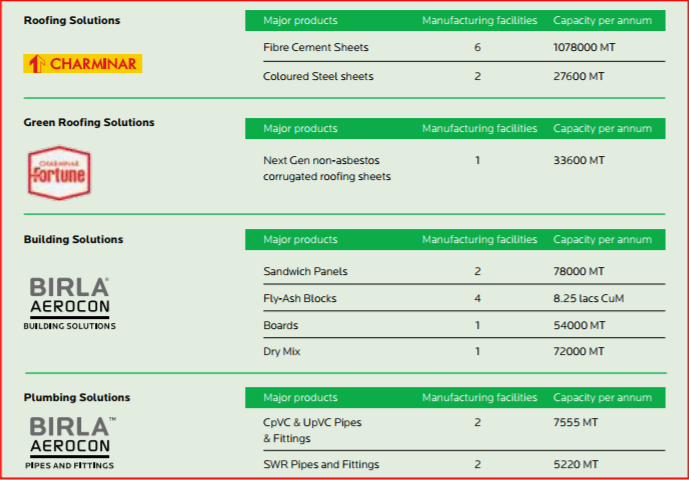 Roofing Solutions
CHARMINAR
Major products Manufacturing facilities Capacity per annum
Fibre Cement Sheets 6 1078000 MT
Coloured Steel sheets 2 27600 MT
Green Roofing Solutions
CHARMINAR
Fortune
Major products Manufacturing facilities Capacity per annum
Next Gen non-asbestos 1 33600 MT
corrugated roofing sheets
Building Solutions
BIRLA®
AEROCON
BUILDING SOLUTIONS
Major products Manufacturing facilities Capacity per annum
Sandwich Panels 2 78000 MT
Fly-Ash Blocks 4 8.25 lacs CuM
Boards 1 54000 MT
Dry Mix 1 72000 MT
Plumbing Solutions
BIRLA™
AEROCON
PIPES AND FITTINGS
Major products Manufacturing facilities Capacity per annum
CpVC & UpVC Pipes 2 7555 MT
& Fittings
SWR Pipes and Fittings 2 5220 MT